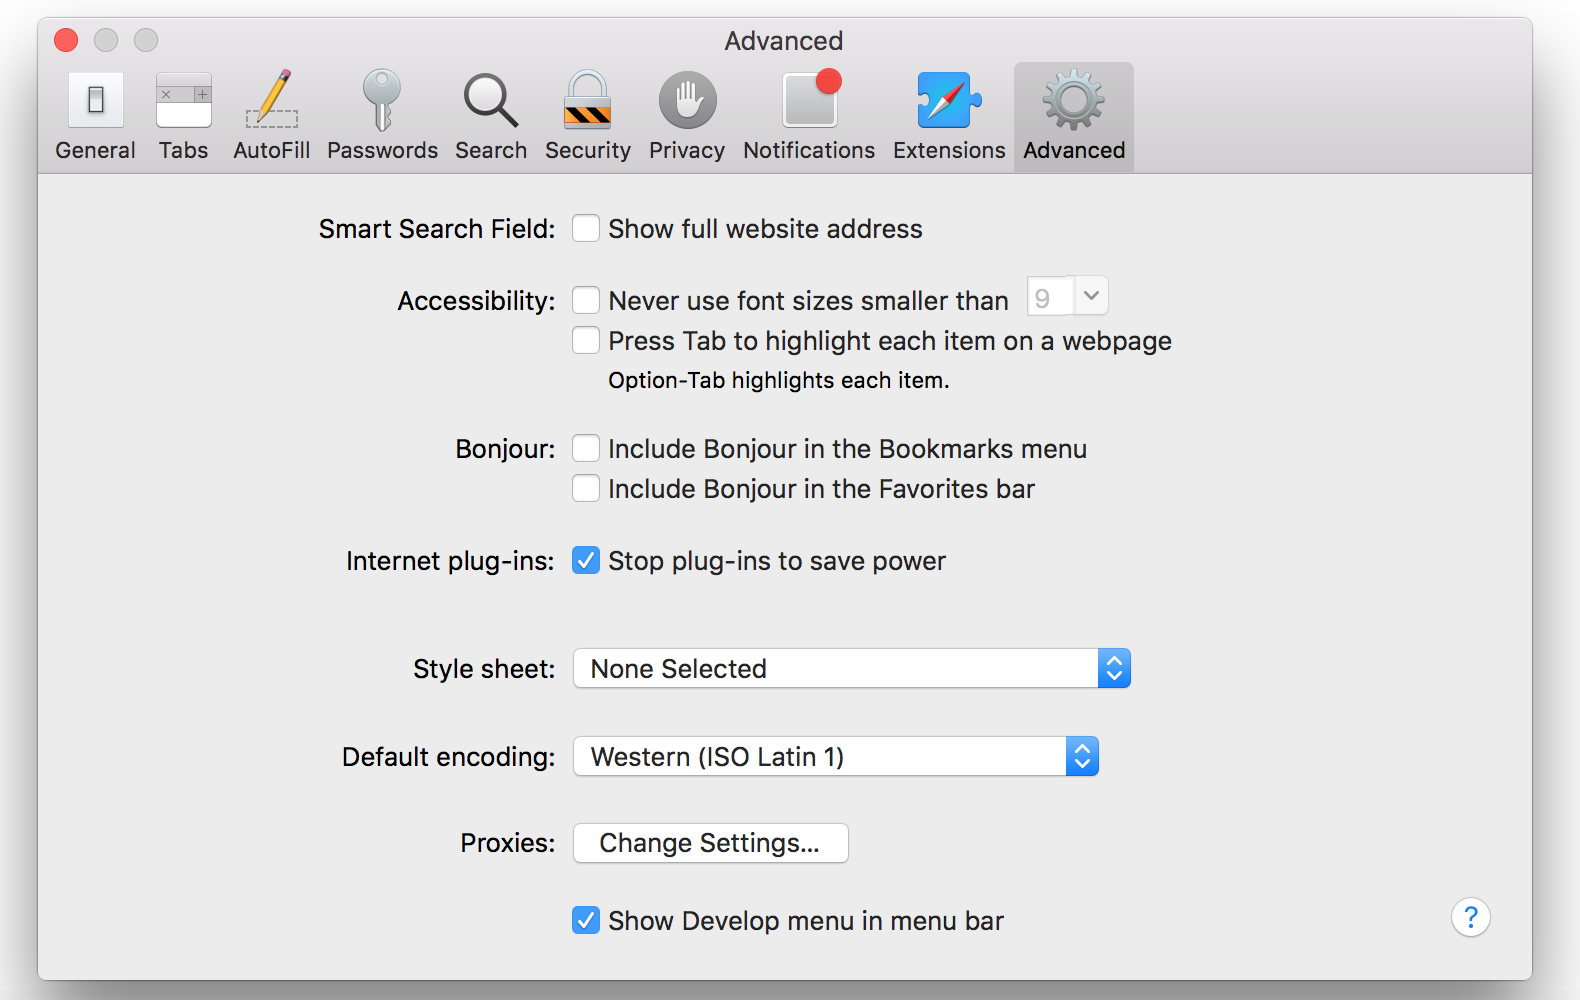 Advanced
General Tabs AutoFill Passwords Search Security Privacy Notifications Extensions Advanced
Smart Search Field: Show full website address
Accessibility: Never use font sizes smaller than 9
Press Tab to highlight each item on a webpage
Option-Tab highlights each item.
Bonjour: Include Bonjour in the Bookmarks menu
Include Bonjour in the Favorites bar
Internet plug-ins: Stop plug-ins to save power
Style sheet: None Selected
Default encoding: Western (ISO Latin 1)
Proxies: Change Settings...
Show Develop menu in menu bar
?